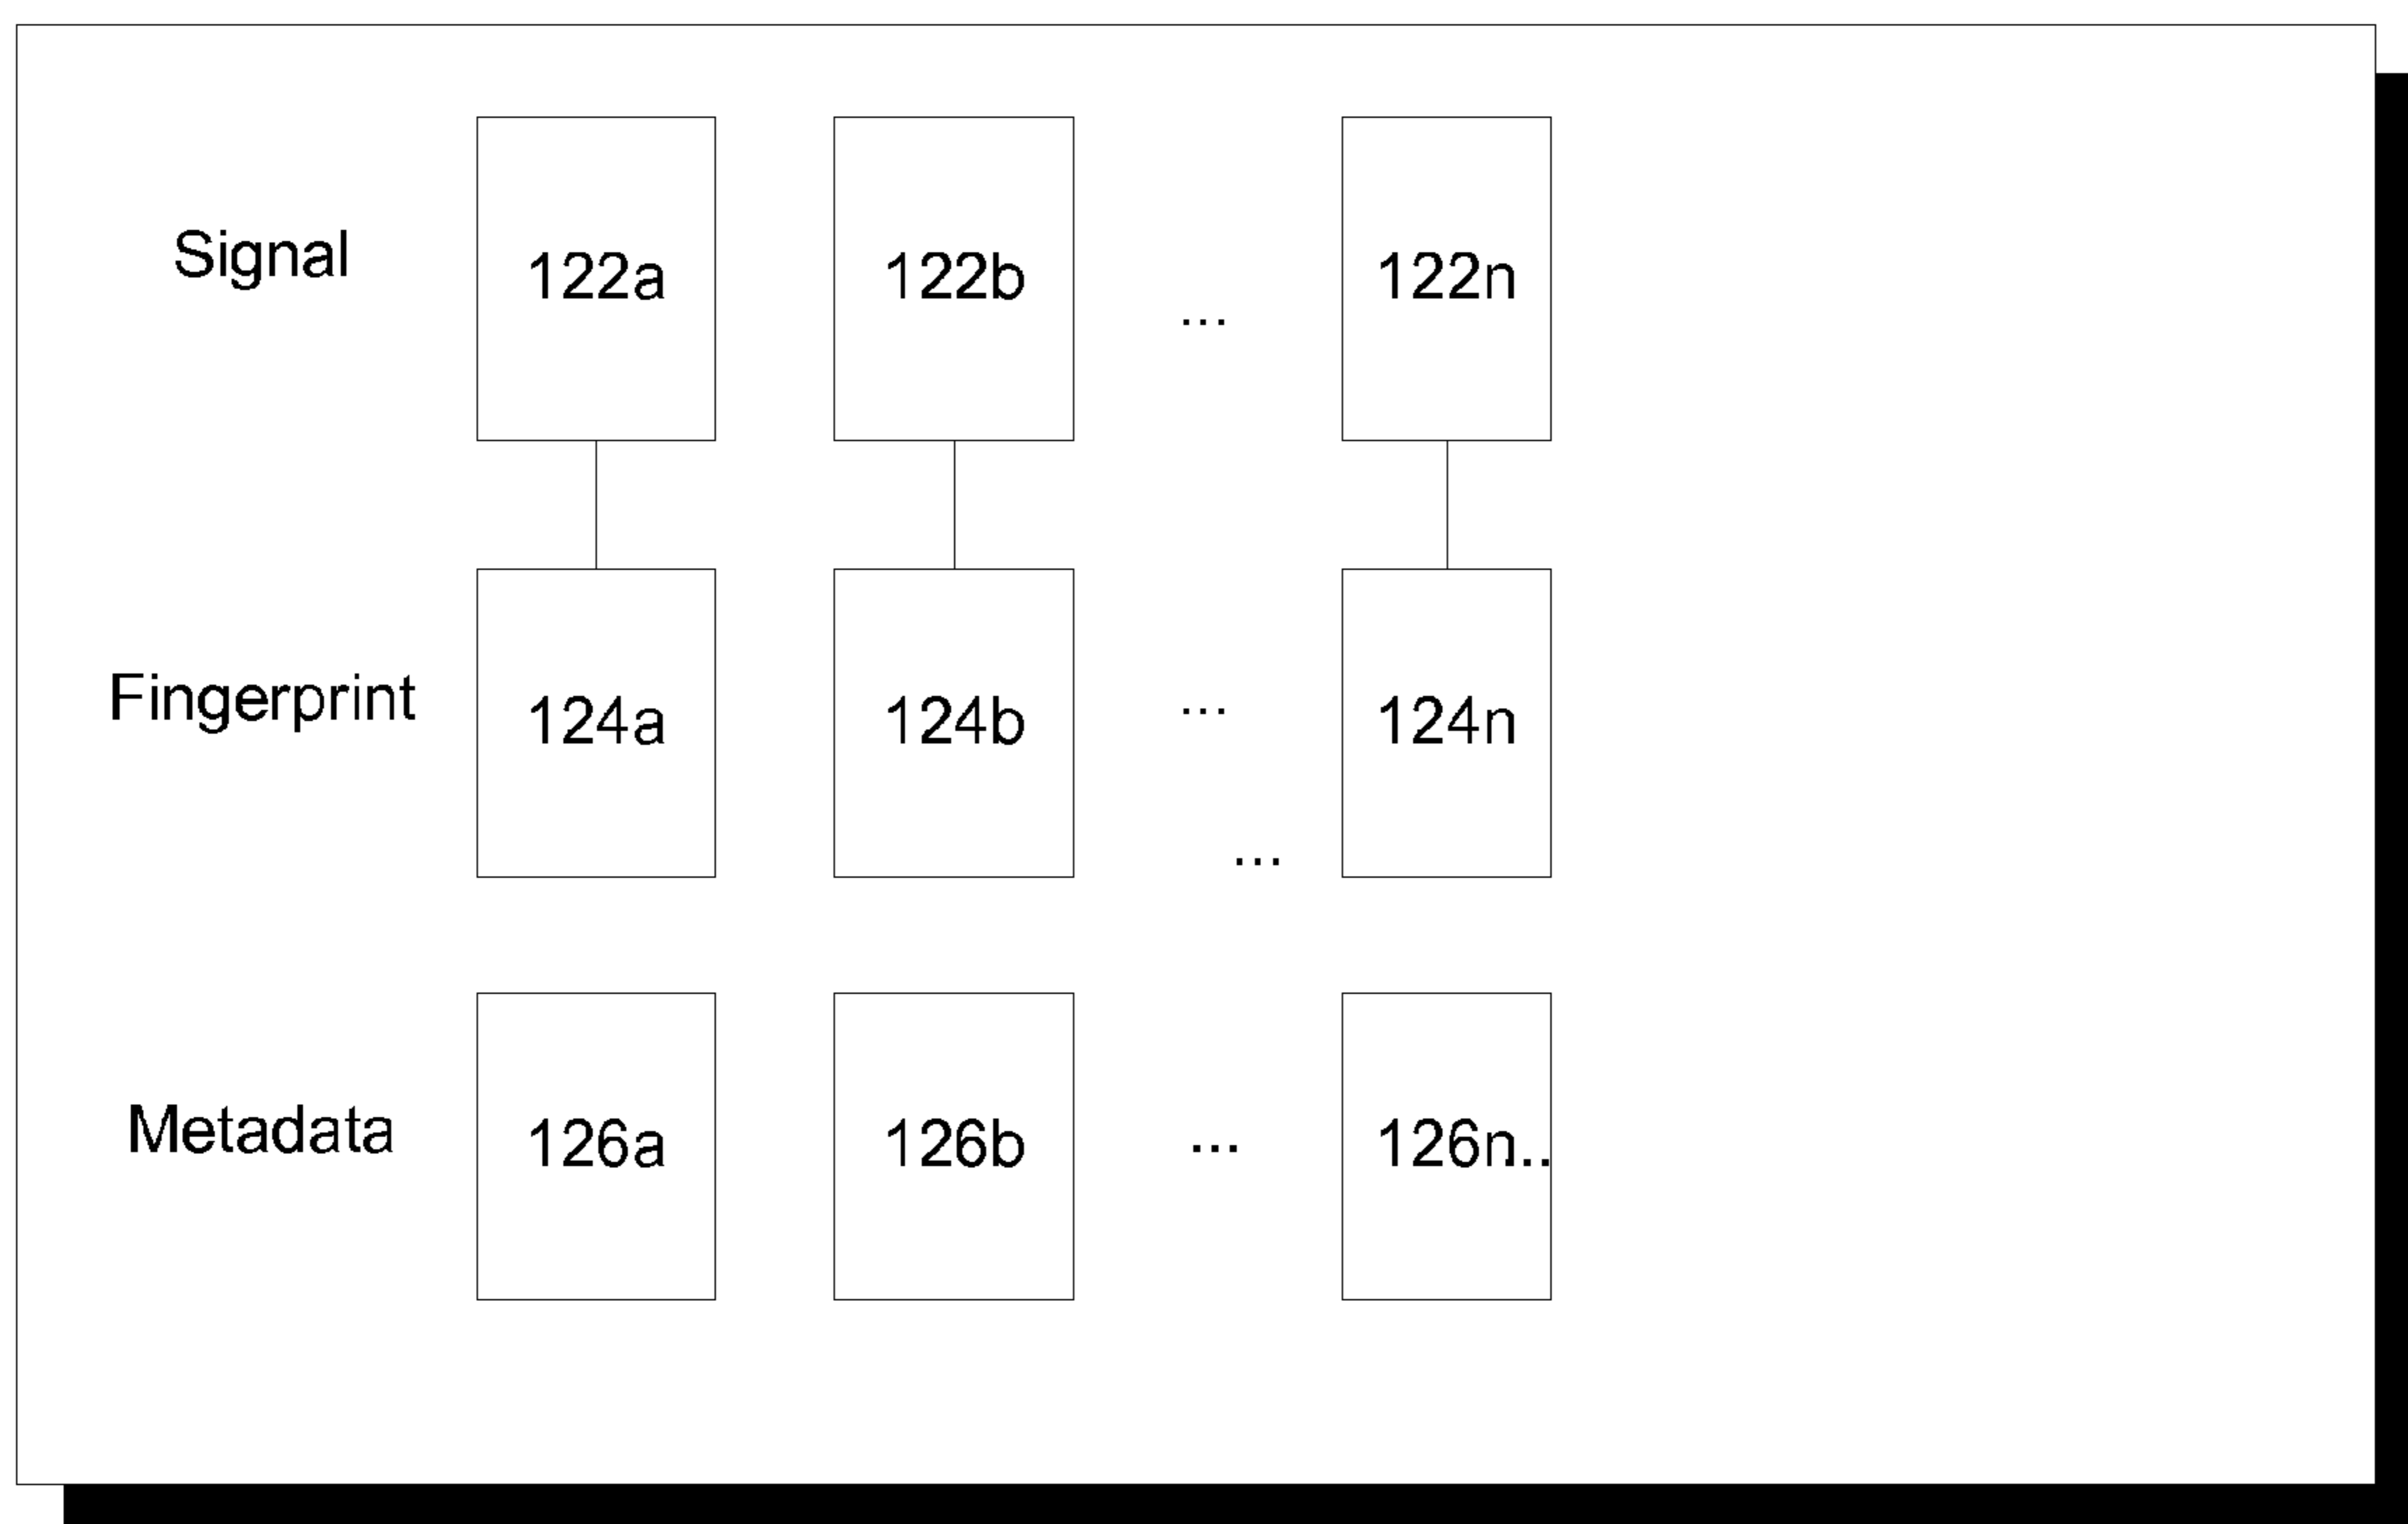 Signal 122a 122b ... 122n
Fingerprint 124a 124b ... 124n
...
Metadata 126a 126b ... 126n..